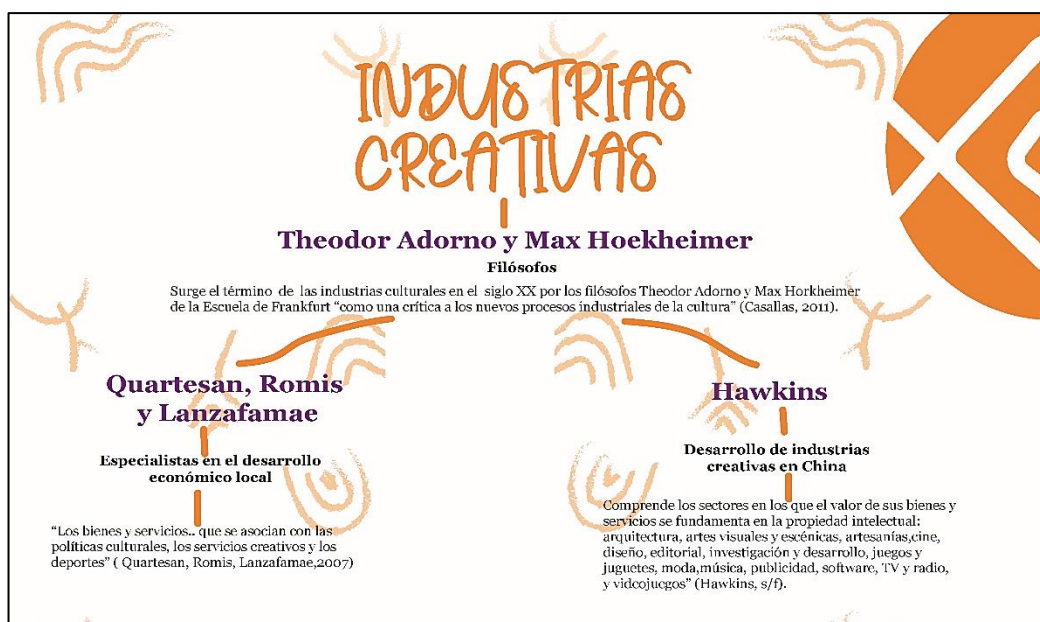 INDUSTRIAS
CREATIVAS
Theodor Adorno y Max Hoekheimer
Filósofos
Surge el término de las industrias culturales en el siglo XX por los filósofos Theodor Adorno y Max Horkheimer
de la Escuela de Frankfurt “como una crítica a los nuevos procesos industriales de la cultura” (Casallas, 2011).
Quartesan, Romis
y Lanzafamae
Especialistas en el desarrollo
económico local
“Los bienes y servicios.. que se asocian con las
políticas culturales, los servicios creativos y los
deportes” ( Quartesan, Romis, Lanzafamae,2007)
Hawkins
Desarrollo de industrias
creativas en China
Comprende los sectores en los que el valor de sus bienes y
servicios se fundamenta en la propiedad intelectual:
arquitectura, artes visuales y escénicas, artesanías,cine,
diseño, editorial, investigación y desarrollo, juegos y
juguetes, moda,música, publicidad, software, TV y radio,
y videojuegos” (Hawkins, s/f).